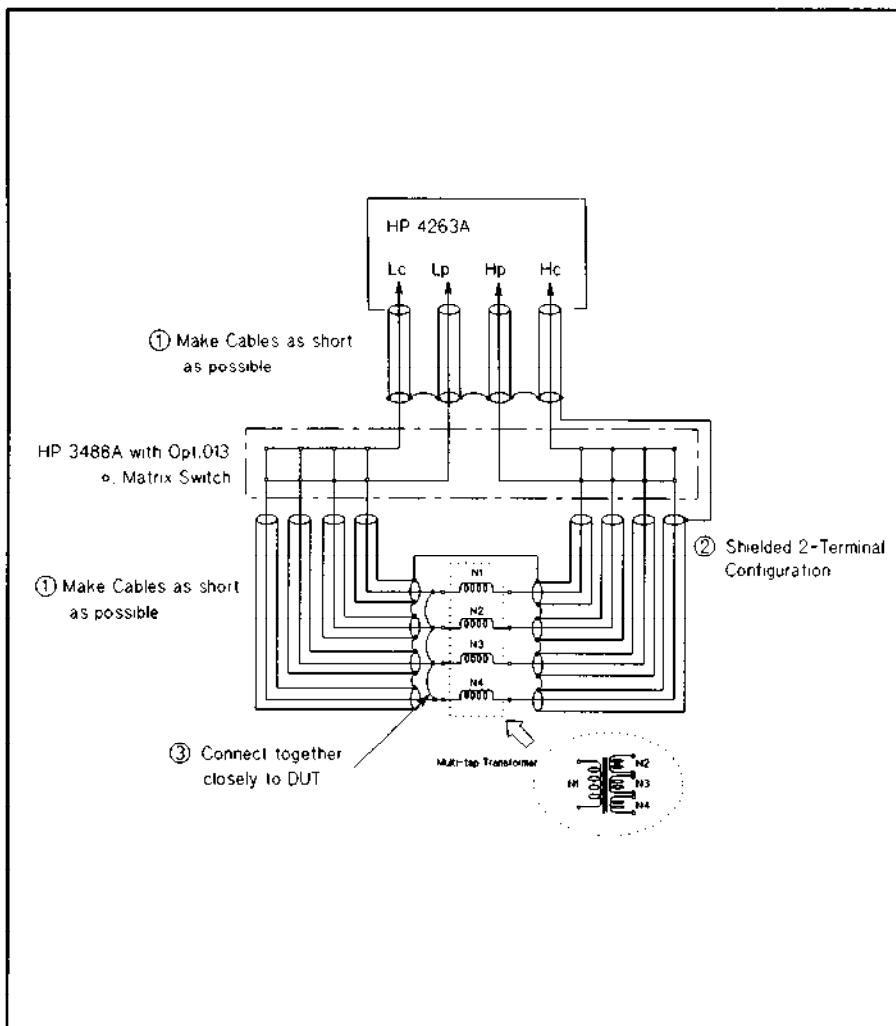 HP 4263A
Lc Lp Hp Hc
① Make Cables as short
as possible
HP 3488A with Opt.013
Matrix Switch
② Shielded 2-Terminal
Configuration
① Make Cables as short
as possible
N1
N2
N3
N4
③ Connect together
closely to DUT
Multi-tap Transformer
N1
N2
N3
N4